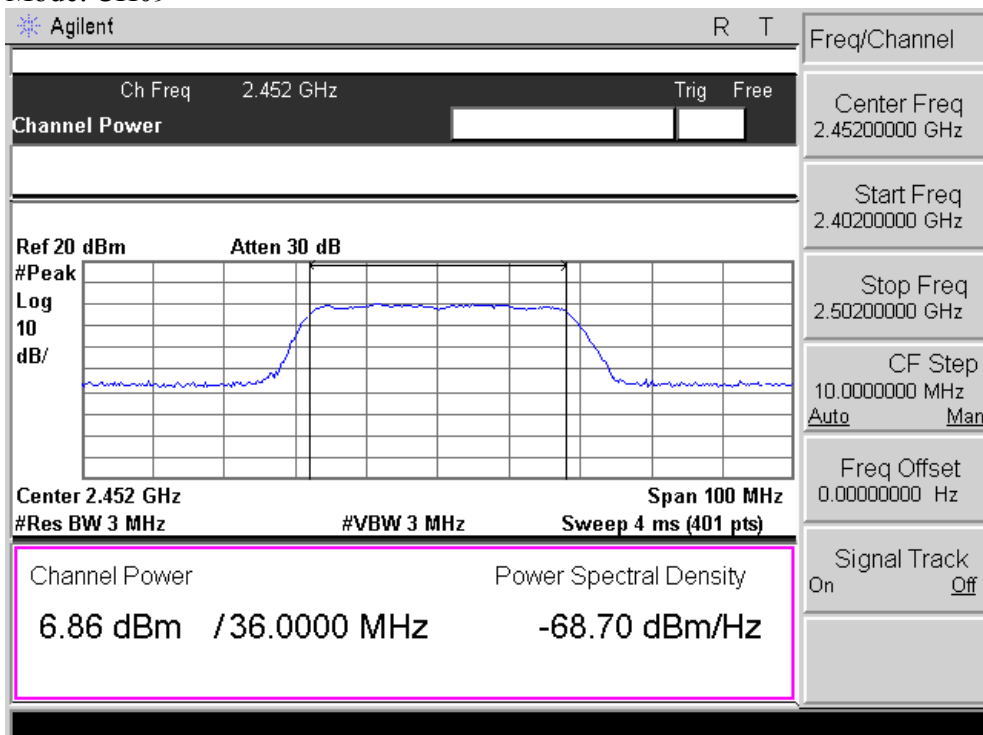 Agilent R T
Ch Freq 2.452 GHz Trig Free
Channel Power
Ref 20 dBm Atten 30 dB
#Peak
Log
10
dB/
Center 2.452 GHz Span 100 MHz
#Res BW 3 MHz #VBW 3 MHz Sweep 4 ms (401 pts)
Channel Power Power Spectral Density
6.86 dBm / 36.0000 MHz -68.70 dBm/Hz
Freq/Channel
Center Freq
2.45200000 GHz
Start Freq
2.40200000 GHz
Stop Freq
2.50200000 GHz
CF Step
10.0000000 MHz
Auto Man
Freq Offset
0.00000000 Hz
Signal Track
On Off